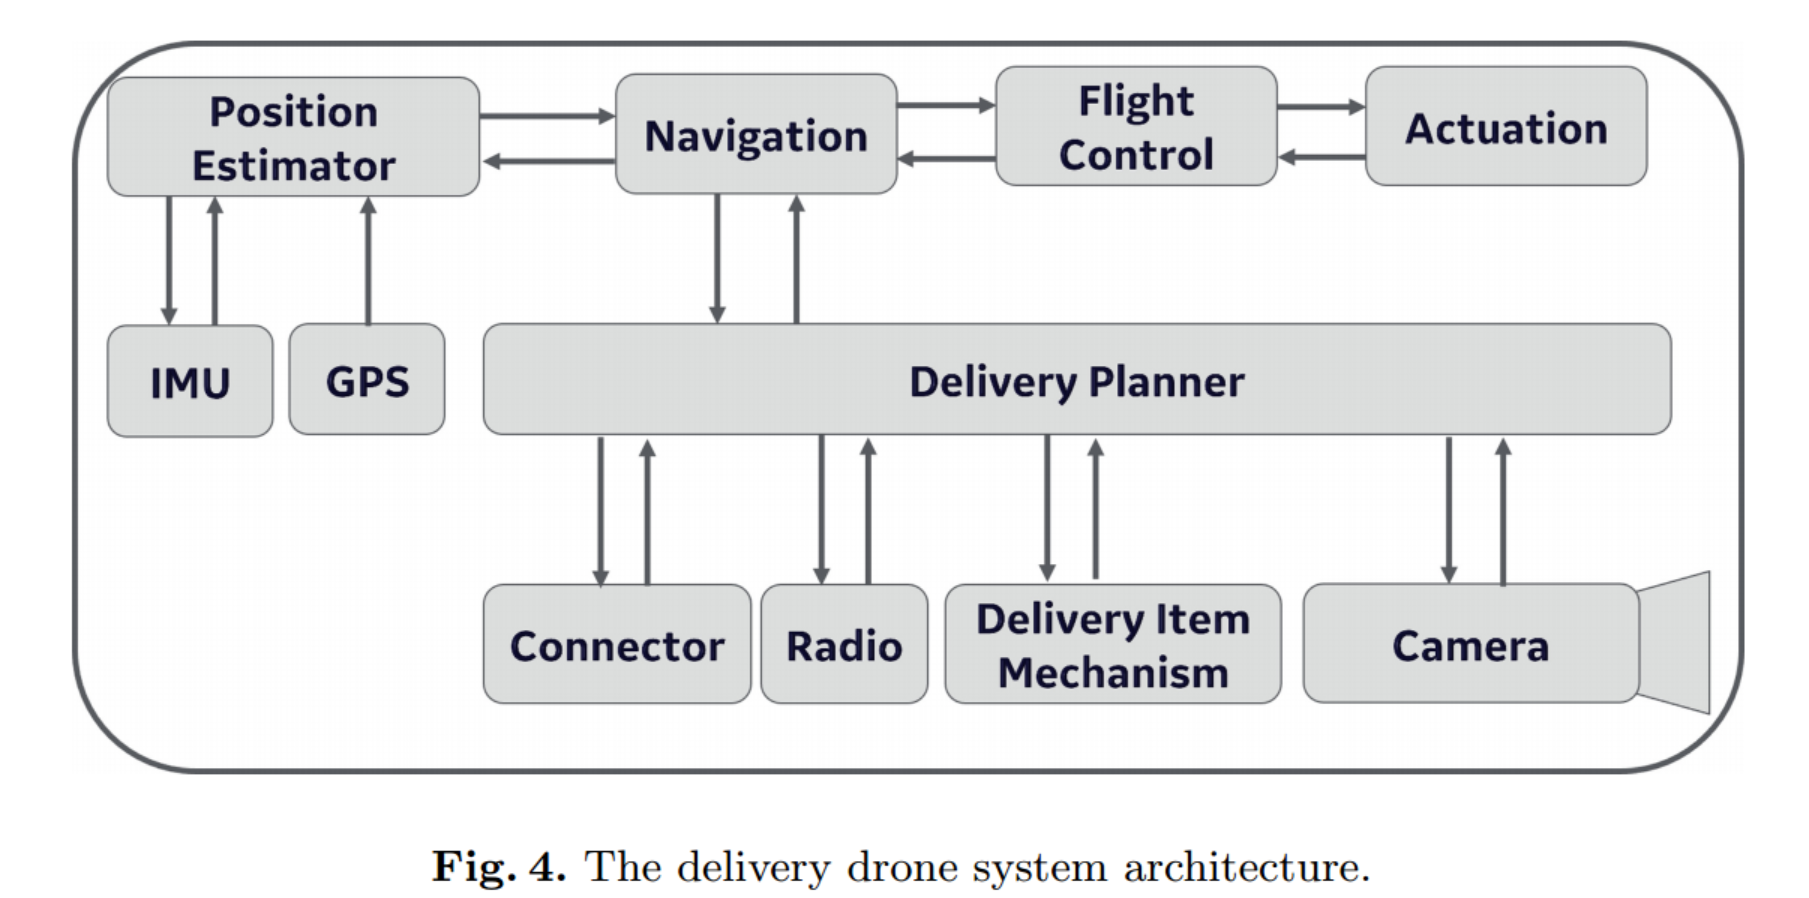 Position
Estimator
Navigation
Flight
Control
Actuation
IMU
GPS
Delivery Planner
Connector
Radio
Delivery Item
Mechanism
Camera
Fig. 4. The delivery drone system architecture.